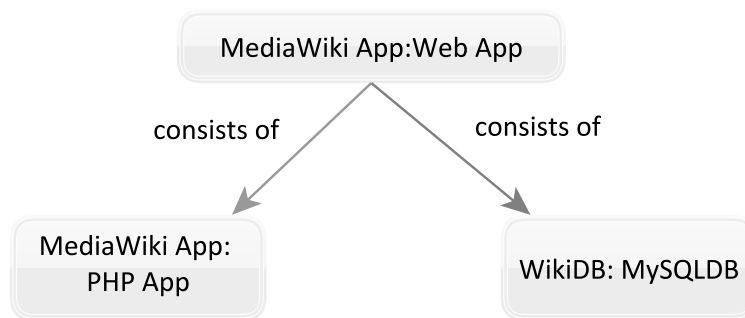 MediaWiki App:Web App
consists of
consists of
MediaWiki App:
PHP App
WikiDB: MySQLDB